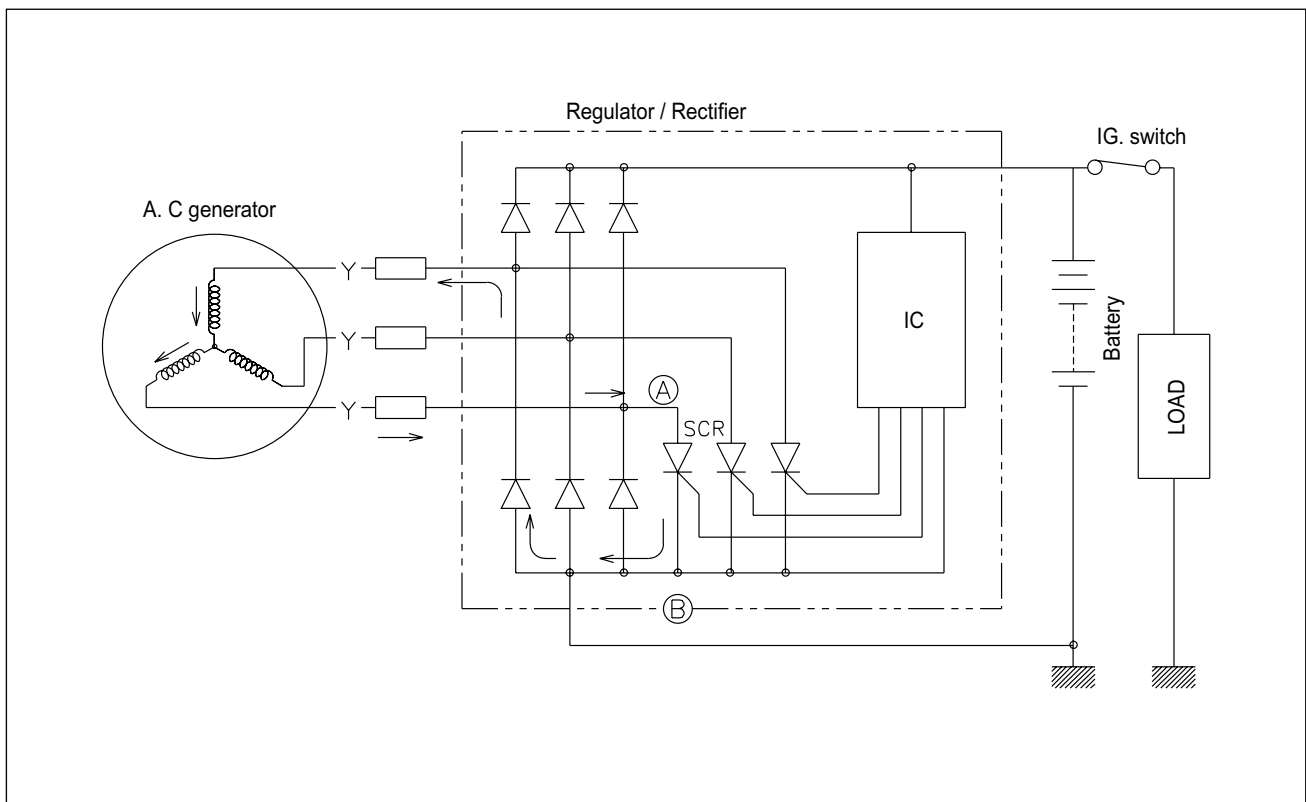 Regulator / Rectifier
IG. switch
A. C generator
Y
Y
IC
Battery
A
Y
LOAD
SCR
B